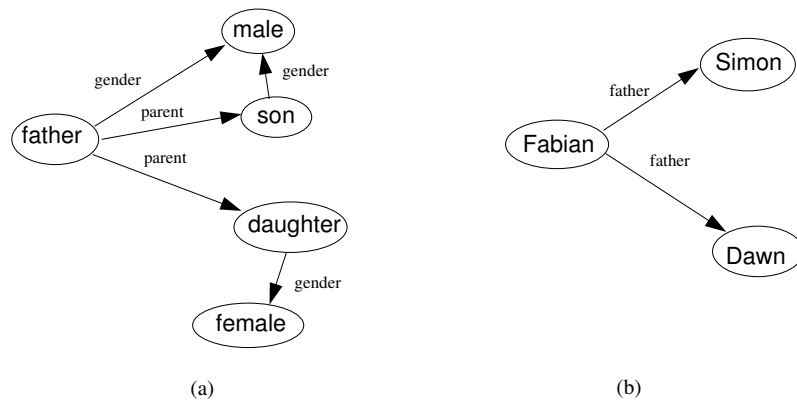 male
gender
gender
son
parent
father
parent
daughter
gender
female
(a)
Simon
father
Fabian
father
Dawn
(b)